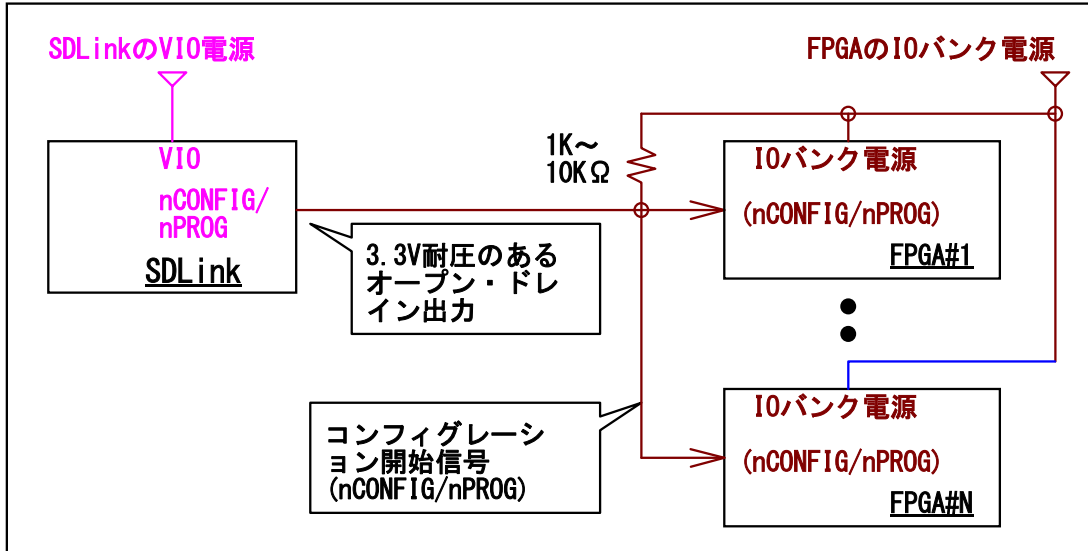 SDLinkのVIO電源
FPGAのIOバンク電源
VIO
nCONFIG/
nPROG
SDLink
1K～
10KΩ
IOバンク電源
(nCONFIG/nPROG)
FPGA#1
3.3V耐圧のある
オープン・ドレ
イン出力
コンフィグレーシ
ョン開始信号
(nCONFIG/nPROG)
IOバンク電源
(nCONFIG/nPROG)
FPGA#N